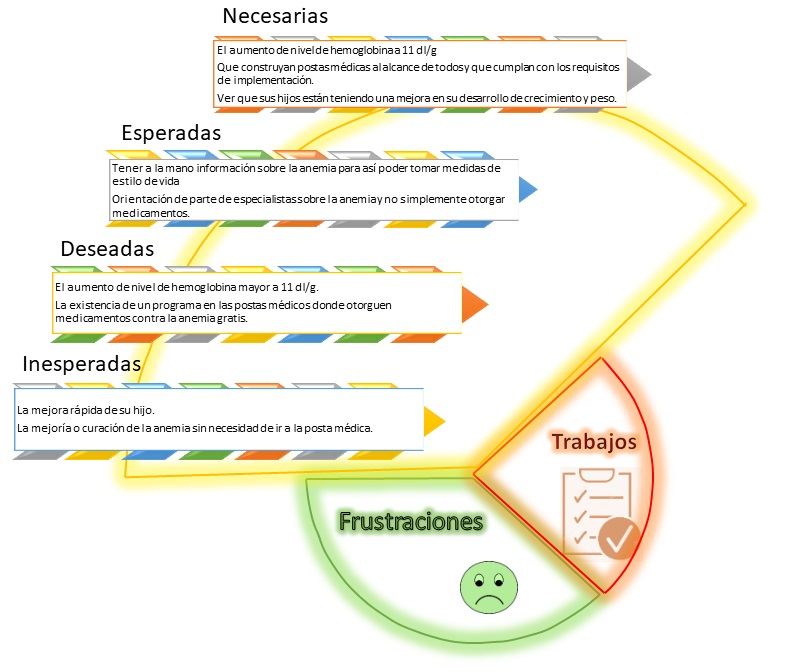 Necesarias
El aumento de nivel de hemoglobina a 11 dl/g
Que construyan postas médicas al alcance de todos y que cumplan con los requisitos
de implementación.
Ver que sus hijos están teniendo una mejora en su desarrollo de crecimiento y peso.
Esperadas
Tener a la mano información sobre la anemia para así poder tomar medidas de
estilo de vida
Orientación de parte de especialistas sobre la anemia y no simplemente otorgar
medicamentos.
Deseadas
El aumento de nivel de hemoglobina mayor a 11 dl/g.
La existencia de un programa en las postas médicos donde otorguen
medicamentos contra la anemia gratis.
Inesperadas
La mejora rápida de su hijo.
La mejoría o curación de la anemia sin necesidad de ir a la posta médica.
Trabajos
Frustraciones